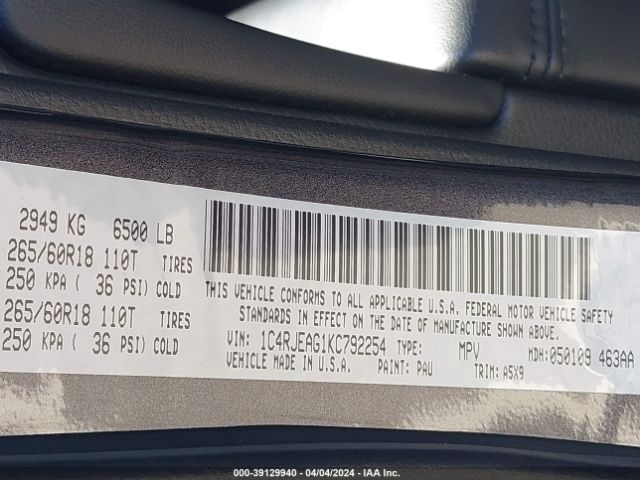 2949 KG 6500 LB
265/60R18 110T TIRES
250 KPA ( 36 PSI) COLD
265/60R18 110T TIRES
250 KPA ( 36 PSI) COLD
THIS VEHICLE CONFORMS TO ALL APPLICABLE U.S.A. FEDERAL MOTOR VEHICLE SAFETY
STANDARDS IN EFFECT ON THE DATE OF MANUFACTURE SHOWN ABOVE.
VIN: 1C4RJEAG1KC792254 TYPE: MPV MDH:050109 463AA
VEHICLE MADE IN U.S.A. PAINT: PAU TRIM: A5X9
000-39129940 - 04/04/2024 - IAA Inc.